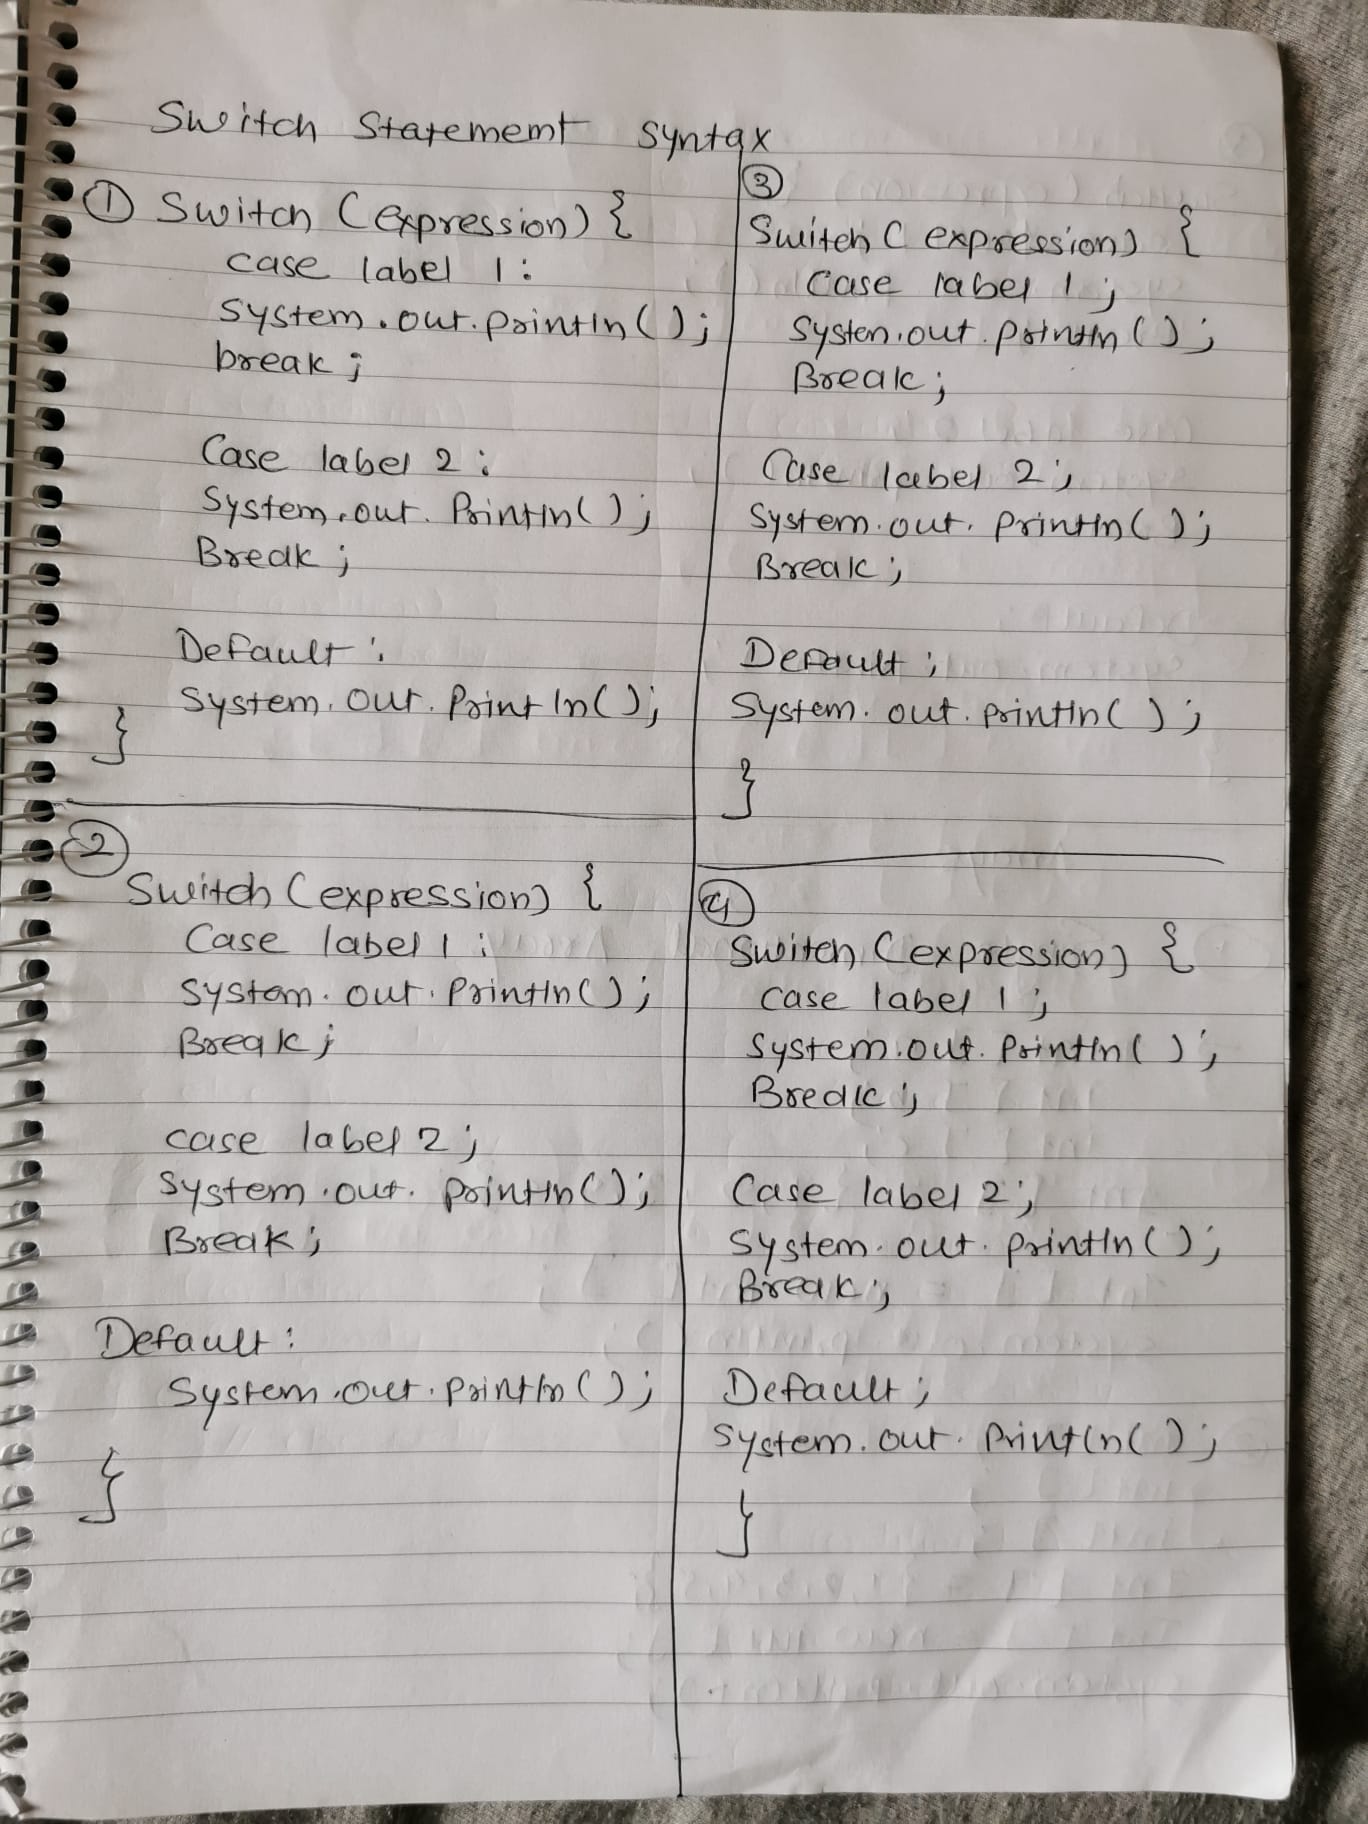 Switch Statememt Syntax
① Switch (expression) {
case label 1:
System.out.println();
break;
Case label 2:
System.out.Println();
Break;
Default:
System.out.Println();
}
②
Switch (expression) {
Case label 1:
System.out.Println();
Break;
case label 2;
System.out.println();
Break;
Default:
System.out.println();
}
③
Switch ( expression) {
Case label 1;
Systen.out.println();
Break;
Case label 2;
System.out.println();
Break;
Default;
System.out.println();
}
④
Switch (expression) {
case label 1;
System.out.Println();
Break;
Case label 2;
System.out.println();
Break;
Default;
System.out.Println();
}